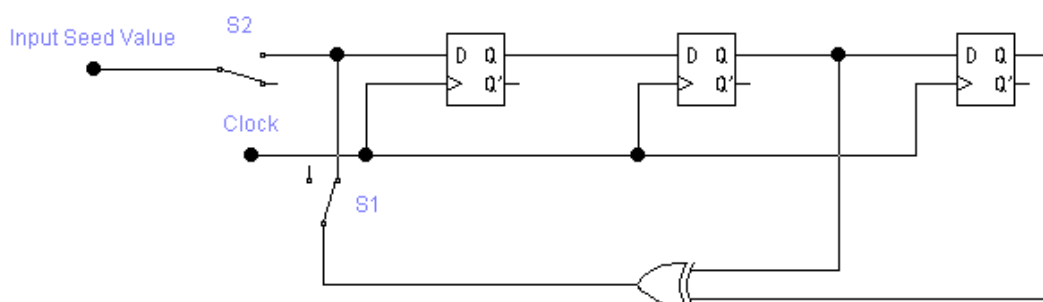 S2
Input Seed Value
D Q
Q'
D Q
Q'
D Q
Q'
Clock
S1